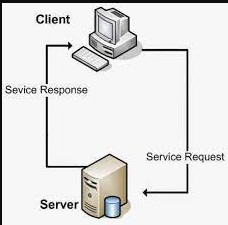 Client
Sevice Response
Service Request
Server